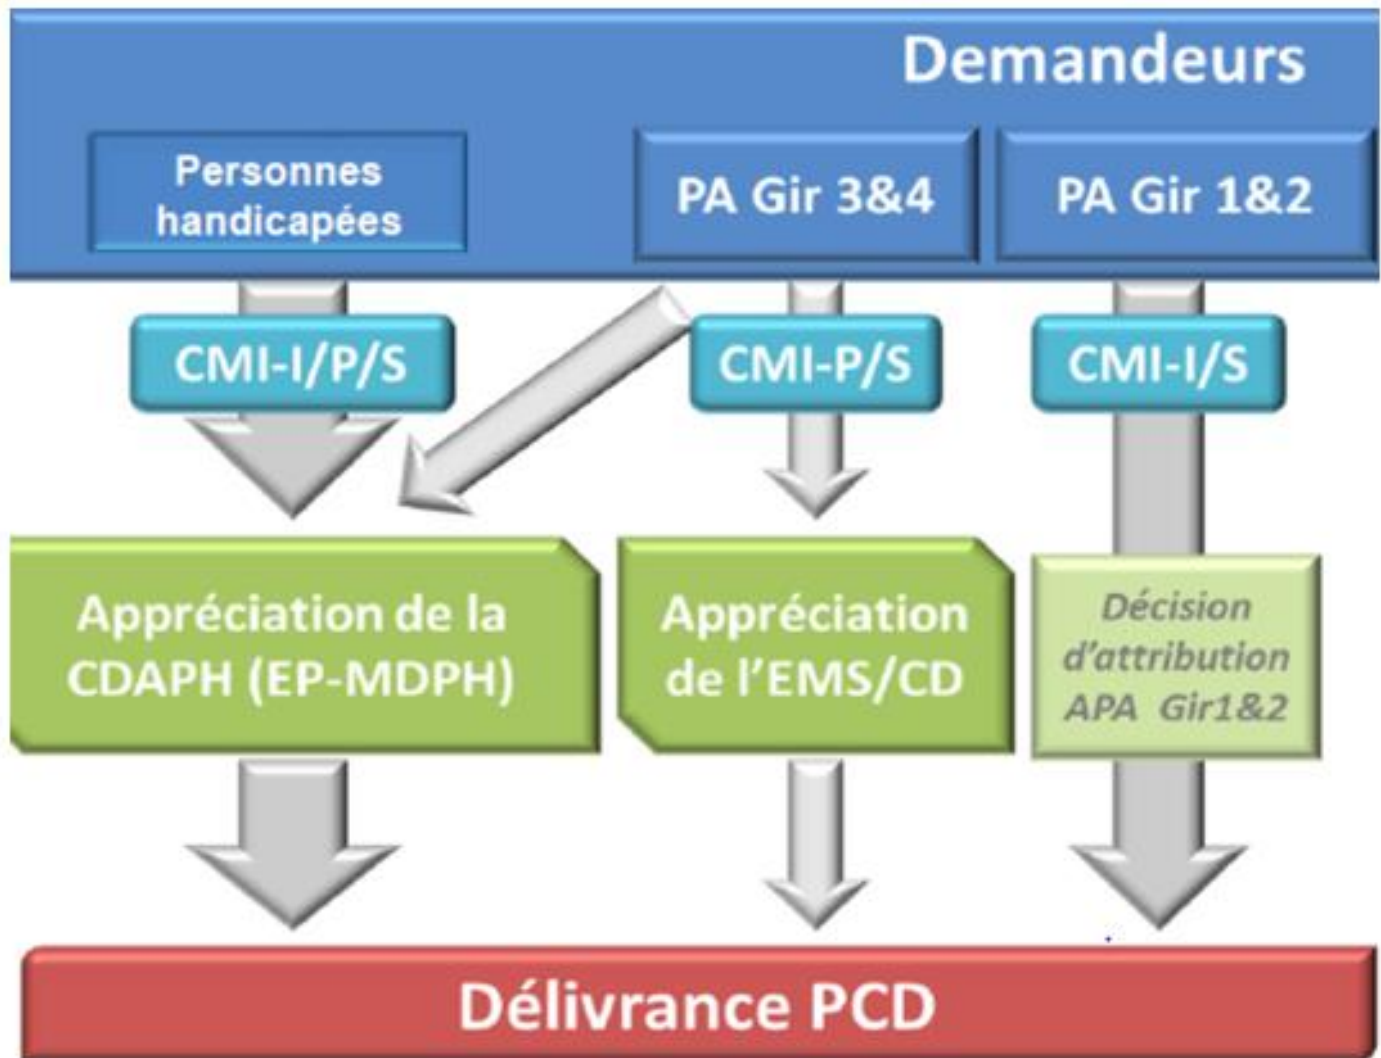 Demandeurs
Personnes
handicapées
PA Gir 3&4
PA Gir 1&2
CMI-I/P/S
CMI-P/S
CMI-I/S
Appréciation de la
CDAPH (EP-MDPH)
Appréciation
de l'EMS/CD
Décision
d'attribution
APA Gir1&2
Délivrance PCD